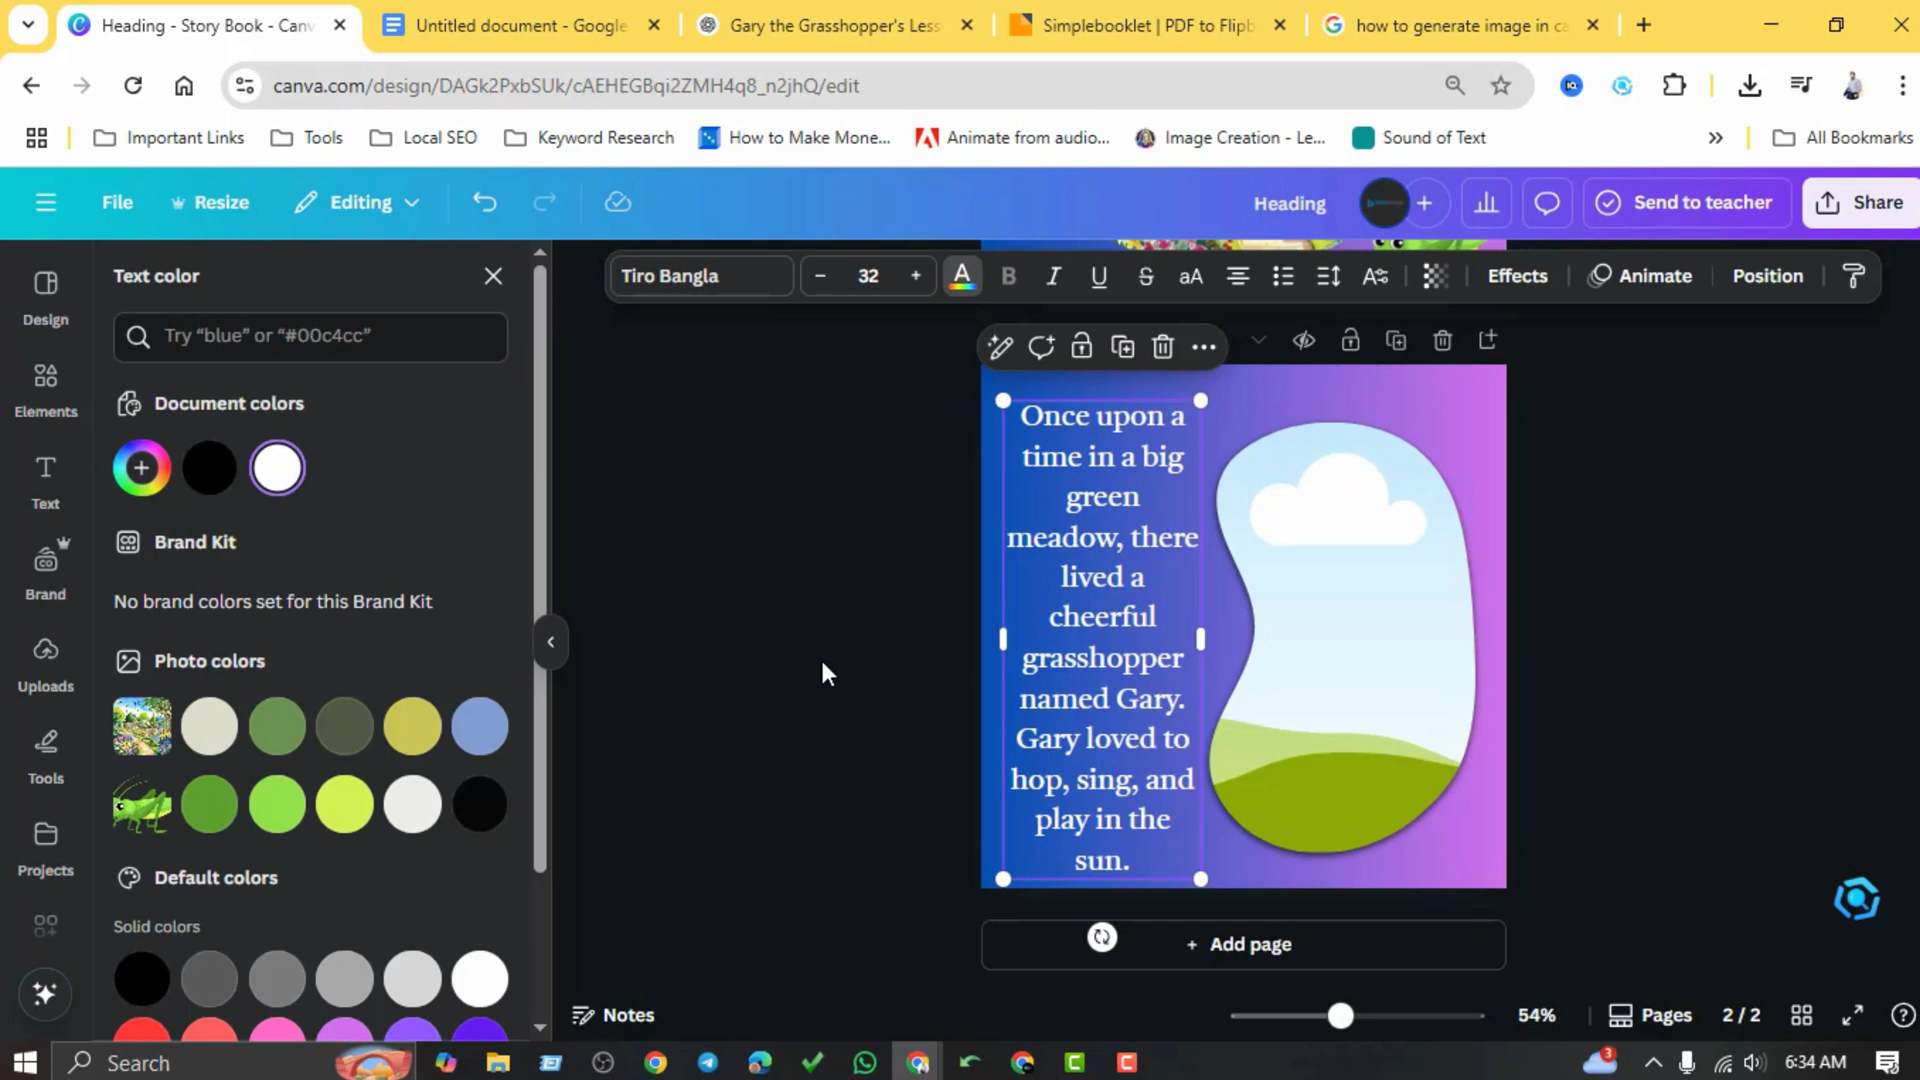 Heading - Story Book - Canv
Untitled document - Google
Gary the Grasshopper's Less
Simplebooklet | PDF to Flipb
how to generate image in ca
canva.com/design/DAGk2PxbSUk/cAEHEGBqi2ZMH4q8_n2jhQ/edit
Important Links
Tools
Local SEO
Keyword Research
How to Make Mone...
Animate from audio...
Image Creation - Le...
Sound of Text
All Bookmarks
File
Resize
Editing
Heading
Send to teacher
Share
Design
Elements
Text
Brand
Uploads
Tools
Projects
Text color
Try “blue” or “#00c4cc”
Document colors
Brand Kit
No brand colors set for this Brand Kit
Photo colors
Default colors
Solid colors
Tiro Bangla
− 32 +
A B I U S aA
Effects
Animate
Position
Once upon a
time in a big
green
meadow, there
lived a
cheerful
grasshopper
named Gary.
Gary loved to
hop, sing, and
play in the
sun.
+ Add page
Notes
54%
Pages
2 / 2
Search
3
6:34 AM